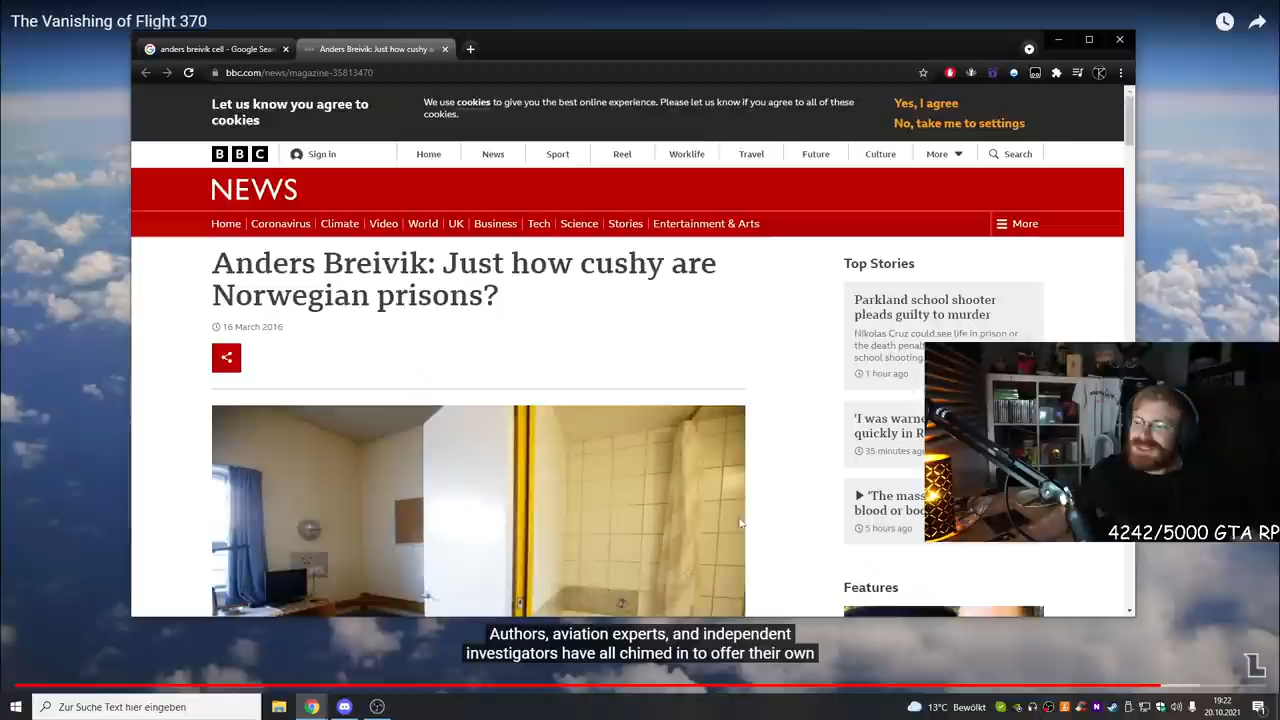 The Vanishing of Flight 370
anders breivik cell - Google Sear
Anders Breivik: Just how cushy a
bbc.com/news/magazine-35813470
Let us know you agree to
cookies
We use cookies to give you the best online experience. Please let us know if you agree to all of these
cookies.
Yes, I agree
No, take me to settings
BBC
Sign in
Home
News
Sport
Reel
Worklife
Travel
Future
Culture
More
Search
NEWS
Home
Coronavirus
Climate
Video
World
UK
Business
Tech
Science
Stories
Entertainment & Arts
More
Anders Breivik: Just how cushy are
Norwegian prisons?
16 March 2016
Top Stories
Parkland school shooter
pleads guilty to murder
Nikolas Cruz could see life in prison or
the death penal
school shooting
1 hour ago
'I was warne
quickly in R
35 minutes ag
'The mass
blood or bo
5 hours ago
Features
4242/5000 GTA RP
Authors, aviation experts, and independent
investigators have all chimed in to offer their own
Zur Suche Text hier eingeben
13°C Bewölkt
19:22
20.10.2021